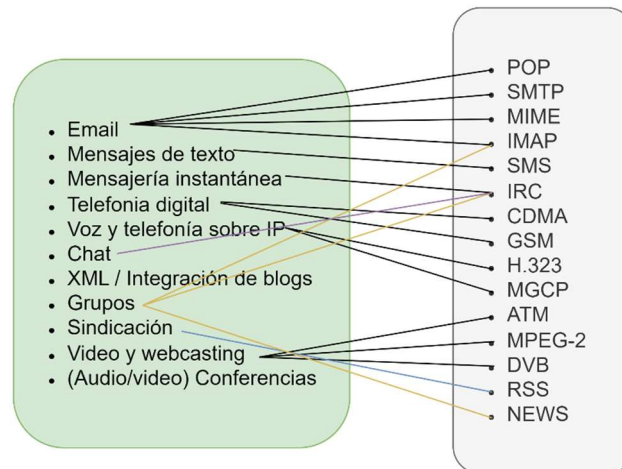 Email
Mensajes de texto
Mensajería instantánea
Telefonia digital
Voz y telefonía sobre IP
Chat
XML / Integración de blogs
Grupos
Sindicación
Video y webcasting
(Audio/video) Conferencias
POP
SMTP
MIME
IMAP
SMS
IRC
CDMA
GSM
H.323
MGCP
ATM
MPEG-2
DVB
RSS
NEWS